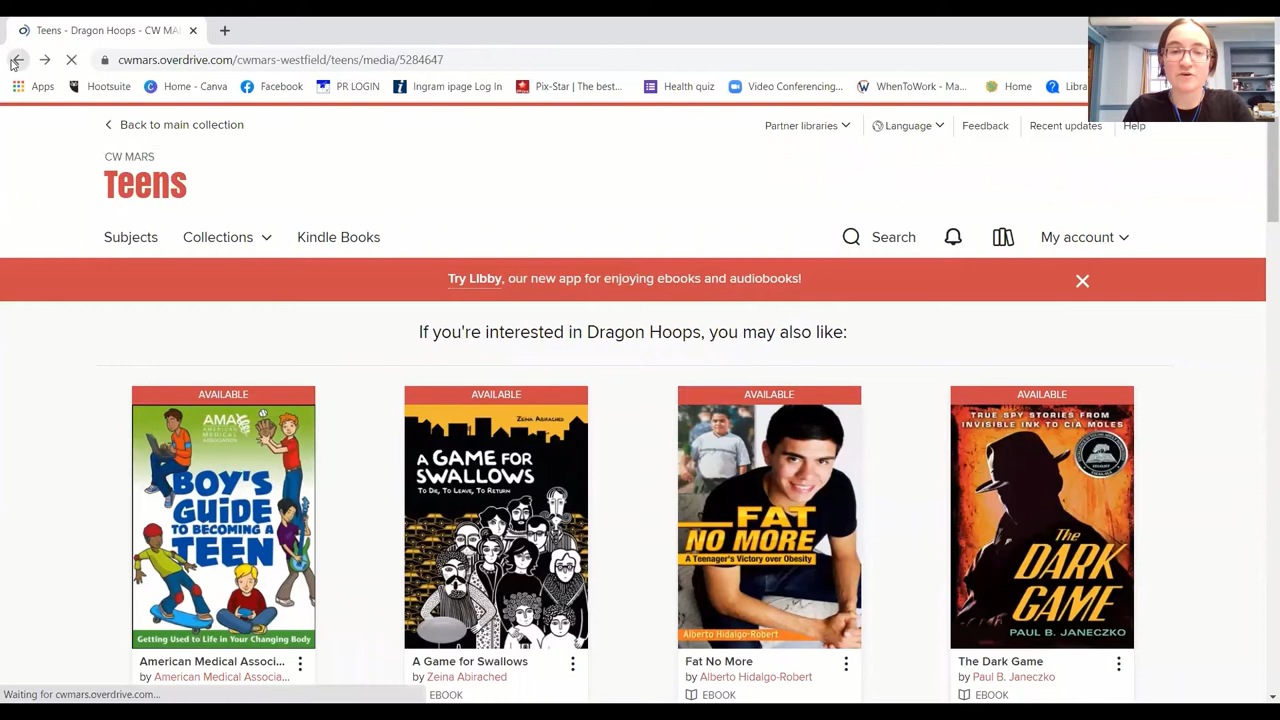 Teens - Dragon Hoops - CW MA
cwmars.overdrive.com/cwmars-westfield/teens/media/5284647
Apps Hootsuite Home - Canva Facebook PR LOGIN Ingram ipage Log In Pix-Star | The best... Health quiz Video Conferencing... WhenToWork - Ma... Home Libra
Back to main collection
Partner libraries Language Feedback Recent updates Help
CW MARS
Teens
Subjects Collections Kindle Books Search My account
Try Libby, our new app for enjoying ebooks and audiobooks!
If you're interested in Dragon Hoops, you may also like:
AVAILABLE
AMA
AMERICAN
MEDICAL
ASSOCIATION
BOY'S
GUIDE
TO BECOMING A
TEEN
Getting Used to Life in Your Changing Body
American Medical Associ...
by American Medical Associa...
AVAILABLE
ZEINA ABIRACHED
A GAME FOR
SWALLOWS
TO DIE, TO LEAVE, TO RETURN
A Game for Swallows
by Zeina Abirached
EBOOK
AVAILABLE
FAT
NO MORE
A Teenager's Victory over Obesity
Alberto Hidalgo-Robert
Fat No More
by Alberto Hidalgo-Robert
EBOOK
AVAILABLE
TRUE SPY STORIES FROM
INVISIBLE INK TO CIA MOLES
The
DARK
GAME
PAUL B. JANECZKO
The Dark Game
by Paul B. Janeczko
EBOOK
Waiting for cwmars.overdrive.com...